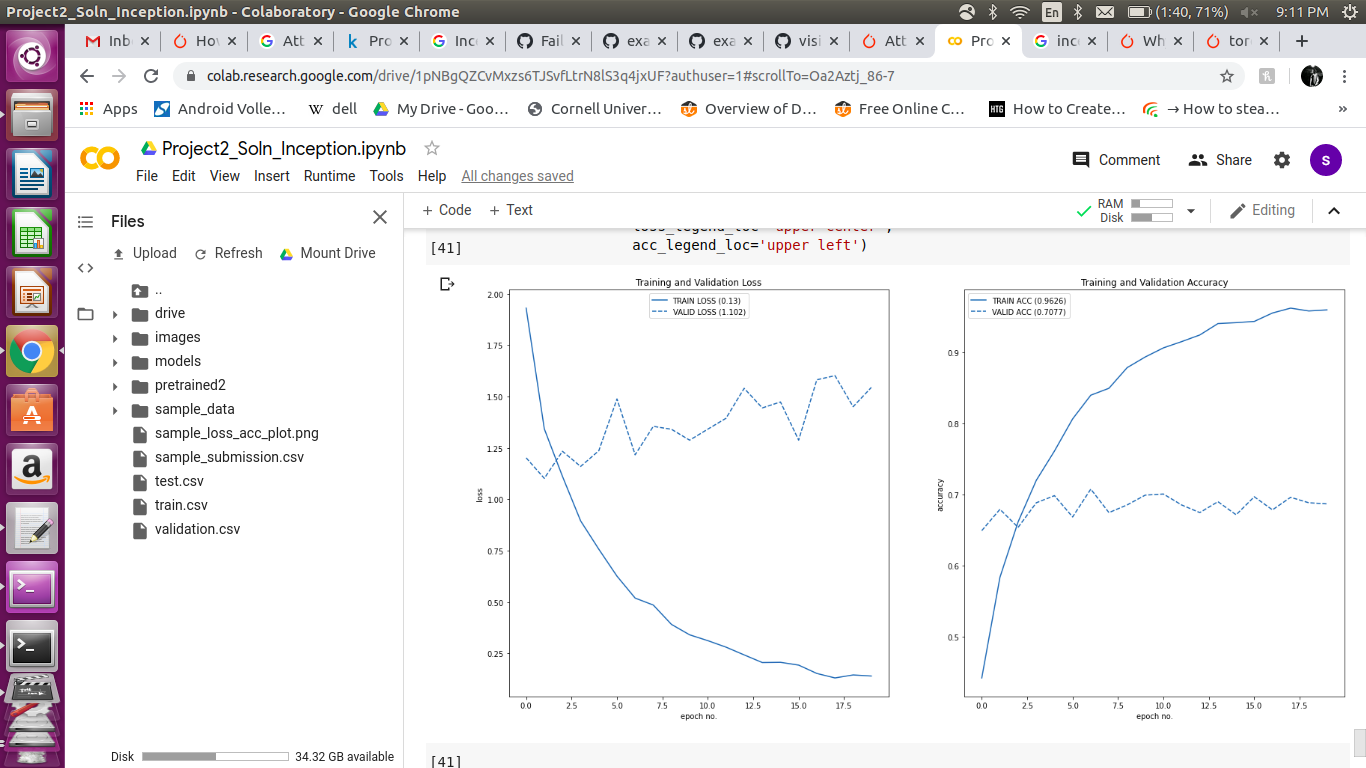 Project2_Soln_Inception.ipynb - Colaboratory - Google Chrome
En
(1:40, 71%)
9:11 PM
Inb
Hov
Att
Pro
Ince
Fail
exa
exa
visi
Att
Pro
ince
Wh
tor
colab.research.google.com/drive/1pNBgQZCvMxzs6TJSvfLtrN8lS3q4jxUF?authuser=1#scrollTo=Oa2Aztj_86-7
Apps
Android Volle…
dell
My Drive - Goo…
Cornell Univer…
Overview of D…
Free Online C…
How to Create…
→ How to stea…
»
Project2_Soln_Inception.ipynb
File Edit View Insert Runtime Tools Help All changes saved
Comment
Share
S
Files
Upload
Refresh
Mount Drive
..
drive
images
models
pretrained2
sample_data
sample_loss_acc_plot.png
sample_submission.csv
test.csv
train.csv
validation.csv
Disk
34.32 GB available
+ Code
+ Text
RAM
Disk
Editing
loss_legend_loc='upper center',
[41]
acc_legend_loc='upper left')
Training and Validation Loss
TRAIN LOSS (0.13)
VALID LOSS (1.102)
2.00
1.75
1.50
1.25
1.00
0.75
0.50
0.25
loss
0.0 2.5 5.0 7.5 10.0 12.5 15.0 17.5
epoch no.
Training and Validation Accuracy
TRAIN ACC (0.9626)
VALID ACC (0.7077)
0.9
0.8
0.7
0.6
0.5
accuracy
0.0 2.5 5.0 7.5 10.0 12.5 15.0 17.5
epoch no.
[41]